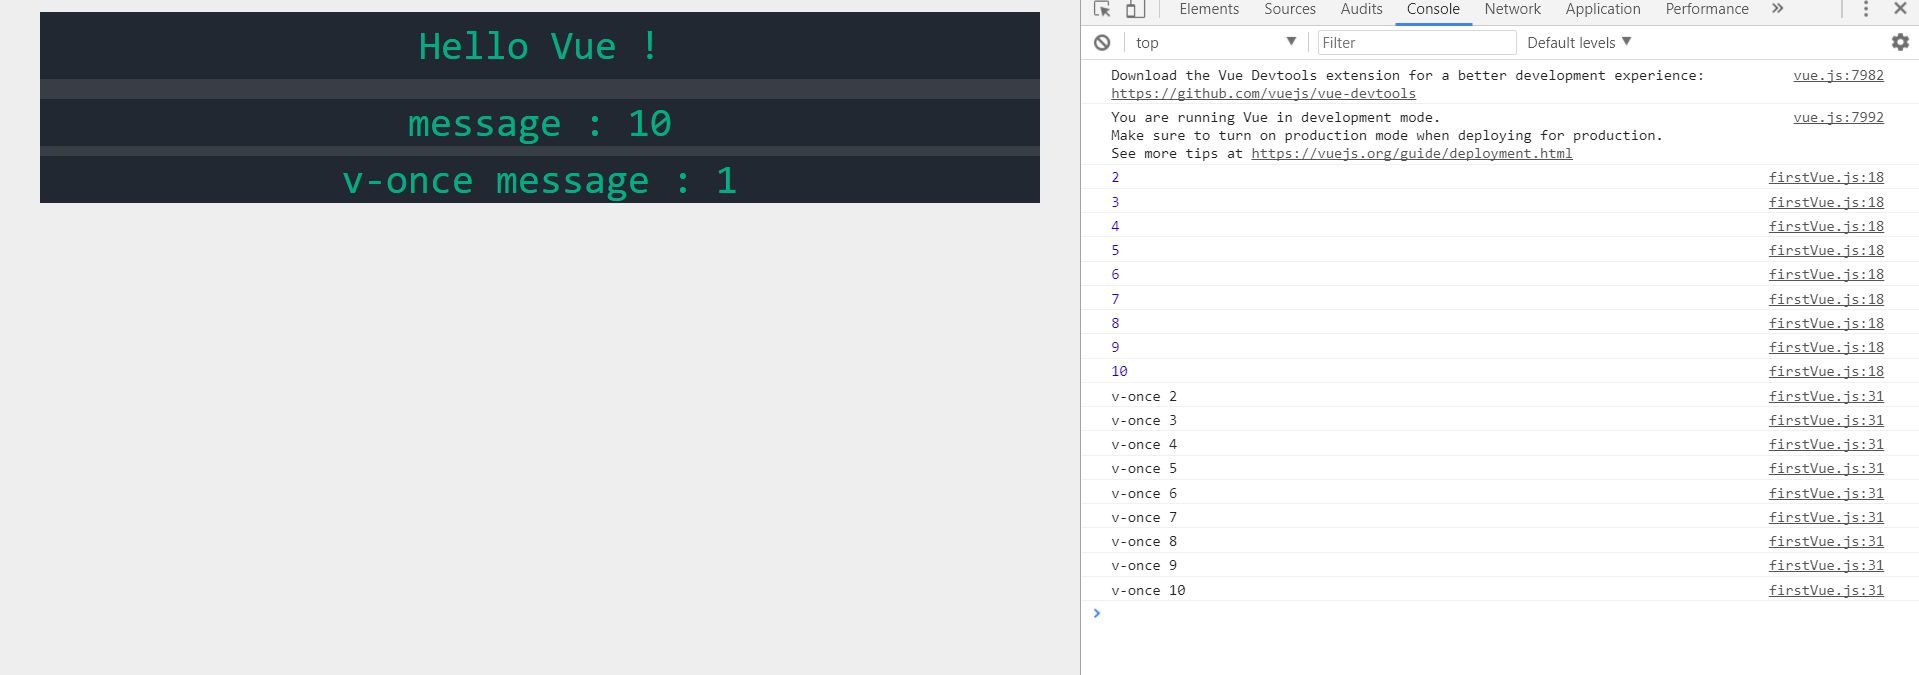 Hello Vue !
message : 10
v-once message : 1
Elements Sources Audits Console Network Application Performance »
top ▼ Filter Default levels ▼
Download the Vue Devtools extension for a better development experience: vue.js:7982
https://github.com/vuejs/vue-devtools
You are running Vue in development mode. vue.js:7992
Make sure to turn on production mode when deploying for production.
See more tips at https://vuejs.org/guide/deployment.html
2 firstVue.js:18
3 firstVue.js:18
4 firstVue.js:18
5 firstVue.js:18
6 firstVue.js:18
7 firstVue.js:18
8 firstVue.js:18
9 firstVue.js:18
10 firstVue.js:18
v-once 2 firstVue.js:31
v-once 3 firstVue.js:31
v-once 4 firstVue.js:31
v-once 5 firstVue.js:31
v-once 6 firstVue.js:31
v-once 7 firstVue.js:31
v-once 8 firstVue.js:31
v-once 9 firstVue.js:31
v-once 10 firstVue.js:31